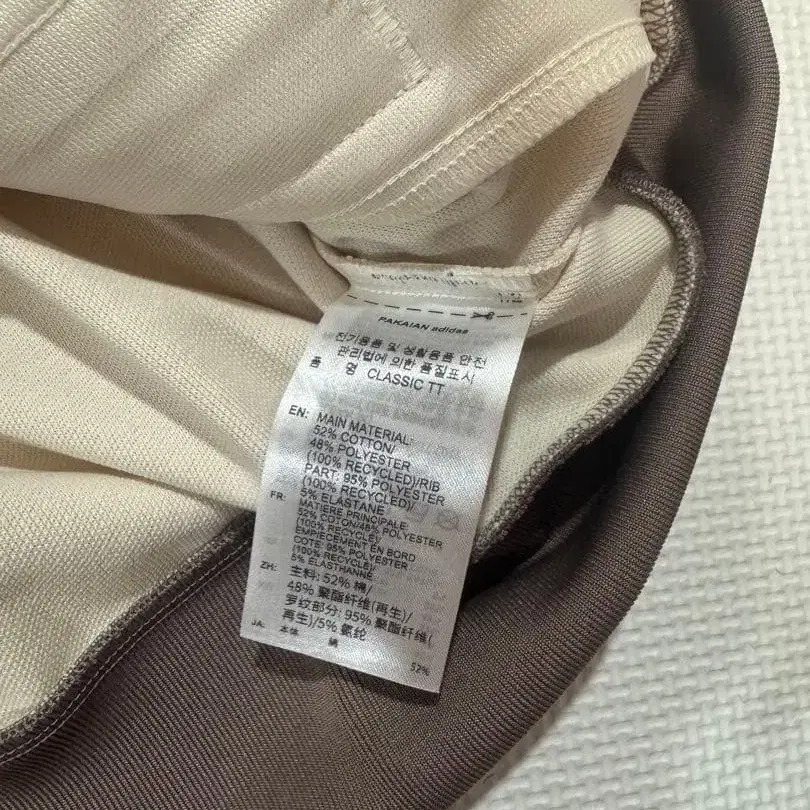 PAKAIAN adidas
전기용품 및 생활용품 안전
관리법에 의한 품질표시
품 명 CLASSIC TT
EN: MAIN MATERIAL:
52% COTTON/
48% POLYESTER
(100% RECYCLED)/RIB
PART: 95% POLYESTER
(100% RECYCLED)/
5% ELASTANE
FR: MATIÈRE PRINCIPALE:
52% COTON/48% POLYESTER
(100% RECYCLE)/
EMPIECEMENT EN BORD
COTE: 95% POLYESTER
(100% RECYCLE)/
5% ELASTHANNE
ZH: 主料: 52% 棉/
48% 聚酯纤维(再生)/
罗纹部分: 95% 聚酯纤维(
再生)/5% 氨纶
JA: 本体 綿 52%